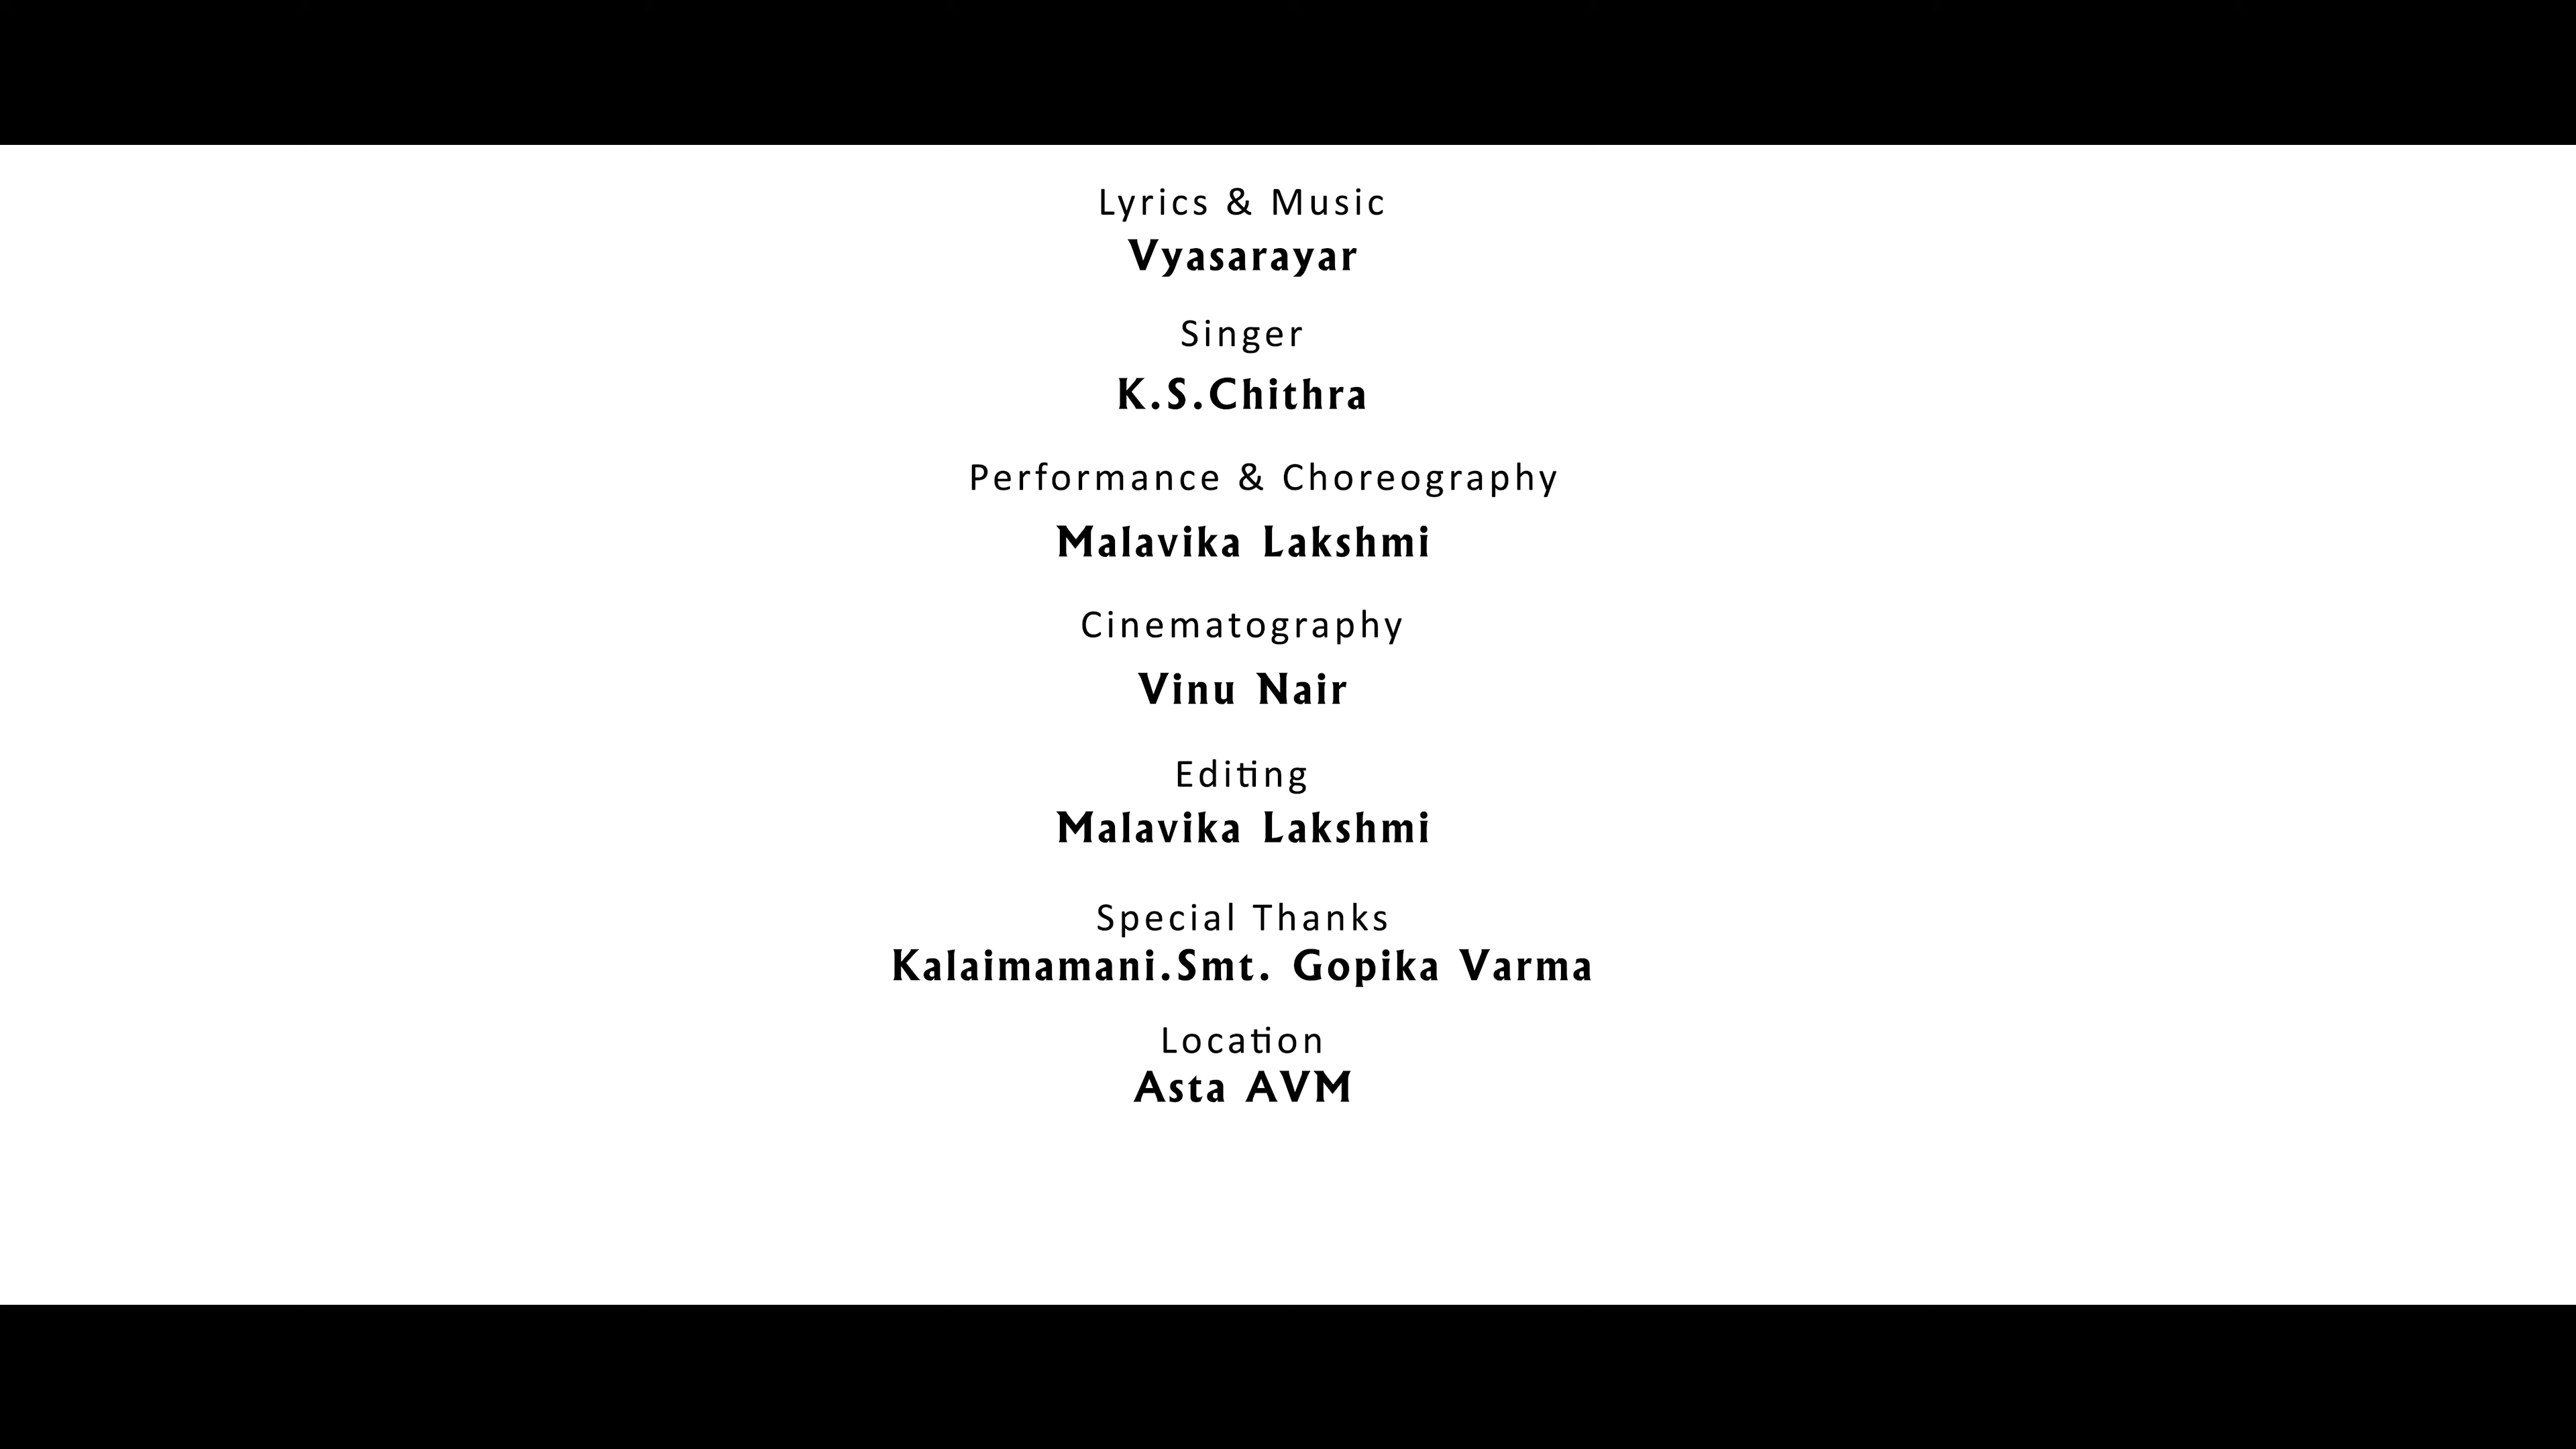 Lyrics & Music
Vyasarayar
Singer
K.S.Chithra
Performance & Choreography
Malavika Lakshmi
Cinematography
Vinu Nair
Editing
Malavika Lakshmi
Special Thanks
Kalaimamani.Smt. Gopika Varma
Location
Asta AVM